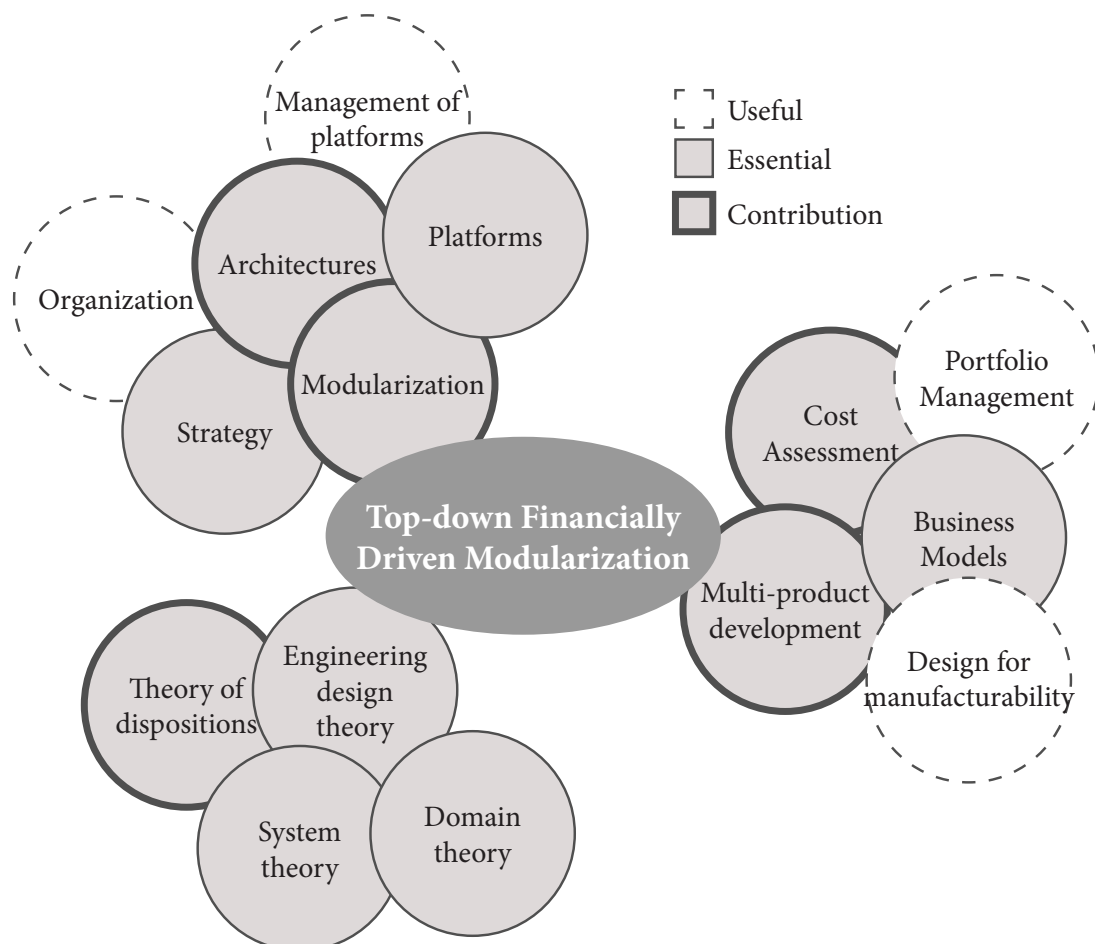 Management of
platforms
Useful
Essential
Contribution
Platforms
Architectures
Organization
Modularization
Strategy
Portfolio
Management
Cost
Assessment
Business
Models
Top-down Financially
Driven Modularization
Multi-product
development
Design for
manufacturability
Engineering
design
theory
Theory of
dispositions
System
theory
Domain
theory